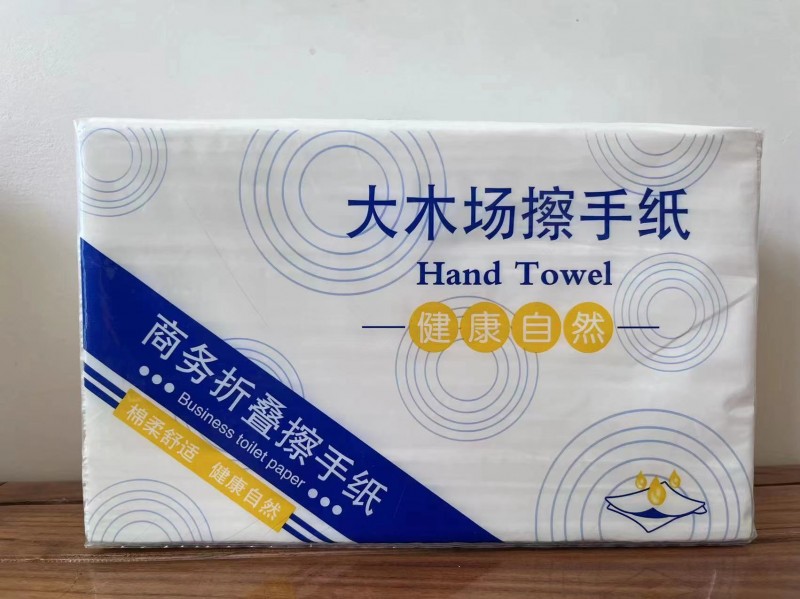 大木场擦手纸
Hand Towel
健康自然
商务折叠擦手纸
Business toilet paper
棉柔舒适 健康自然